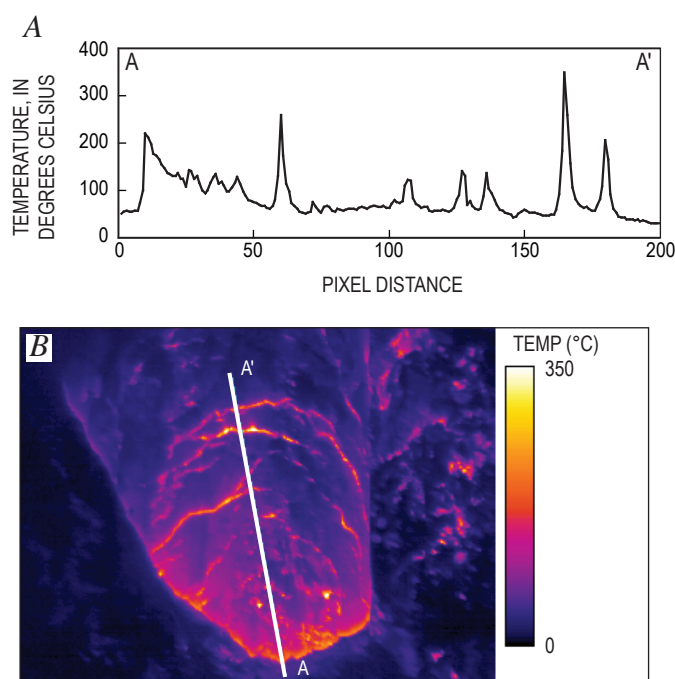 A
400
300
200
100
0
TEMPERATURE, IN
DEGREES CELSIUS
A
A'
0
50
100
150
200
PIXEL DISTANCE
B
A'
A
TEMP (°C)
350
0